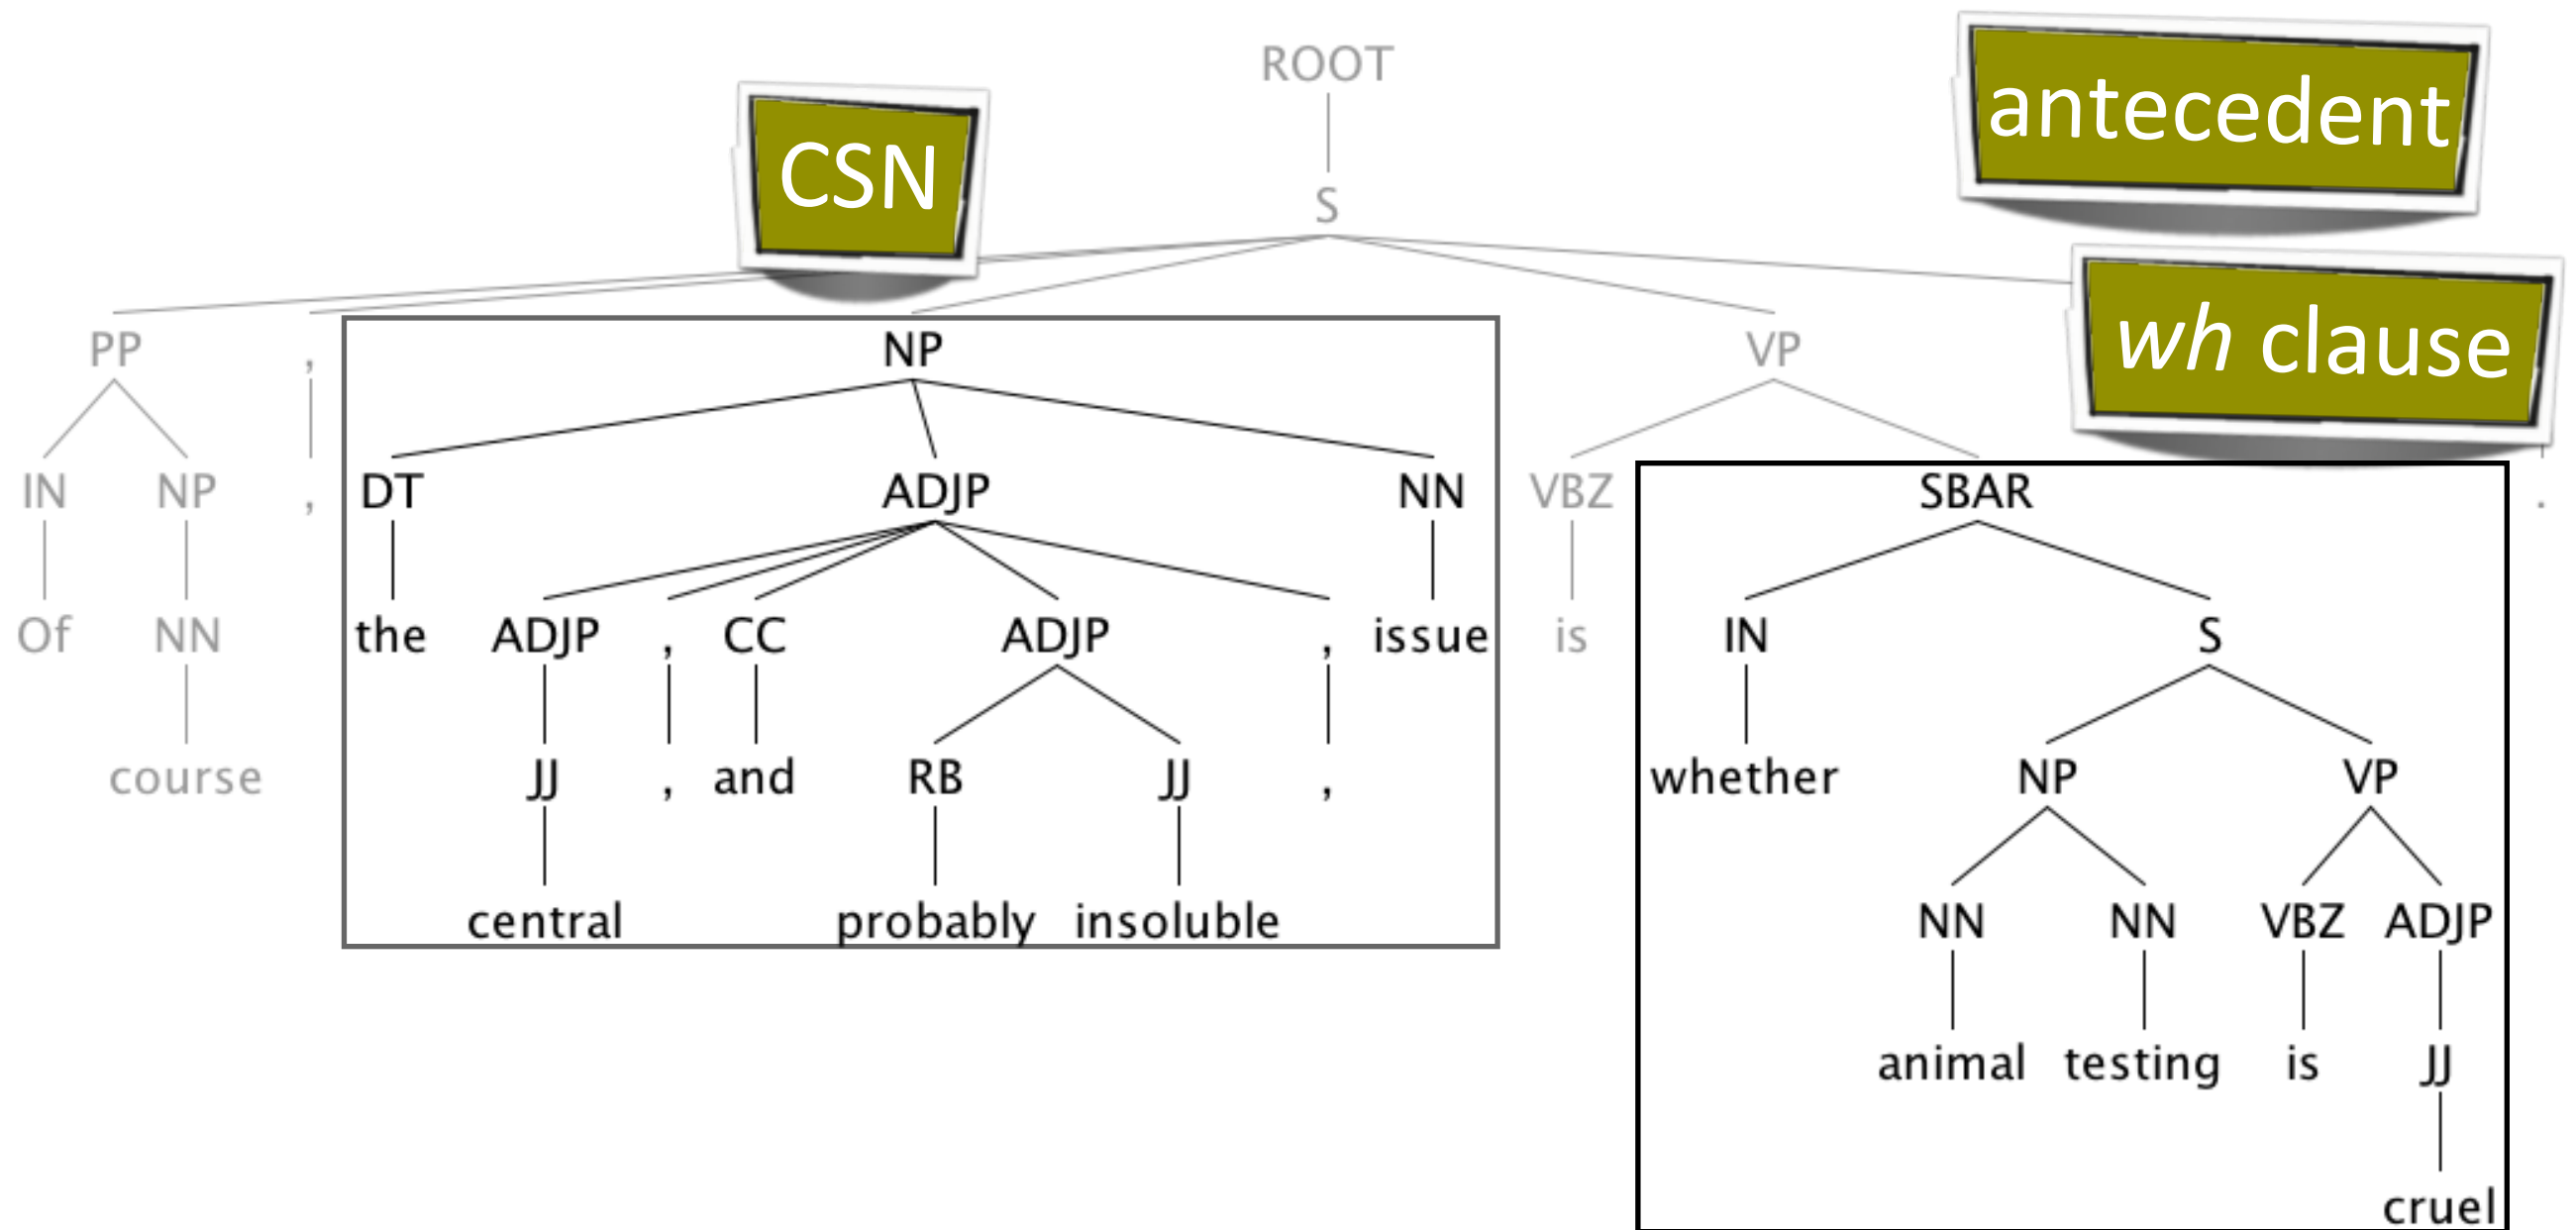 ROOT
antecedent
CSN
S
wh clause
PP , NP VP
IN NP , DT ADJP NN VBZ SBAR .
Of NN the ADJP , CC ADJP , issue is IN S
course JJ , and RB JJ , whether NP VP
central probably insoluble NN NN VBZ ADJP
animal testing is JJ
cruel